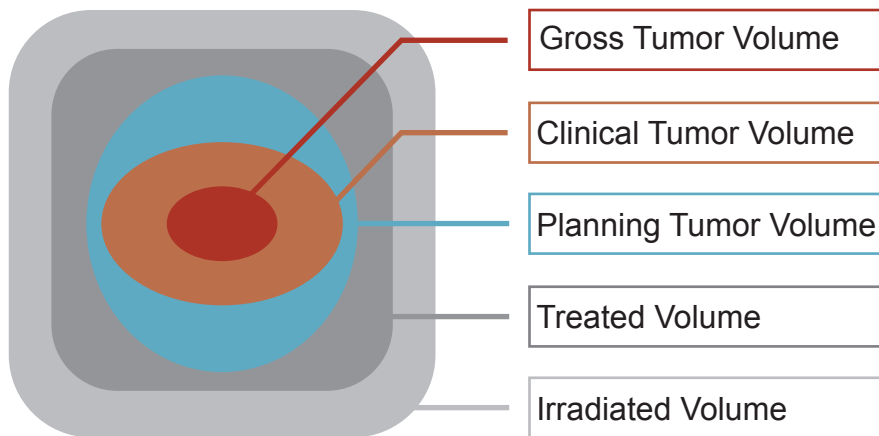 Gross Tumor Volume
Clinical Tumor Volume
Planning Tumor Volume
Treated Volume
Irradiated Volume